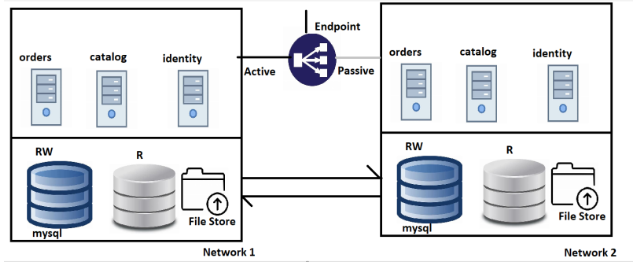 Endpoint
orders
catalog
identity
Active
Passive
orders
catalog
identity
RW
R
mysql
File Store
RW
R
mysql
File Store
Network 1
Network 2